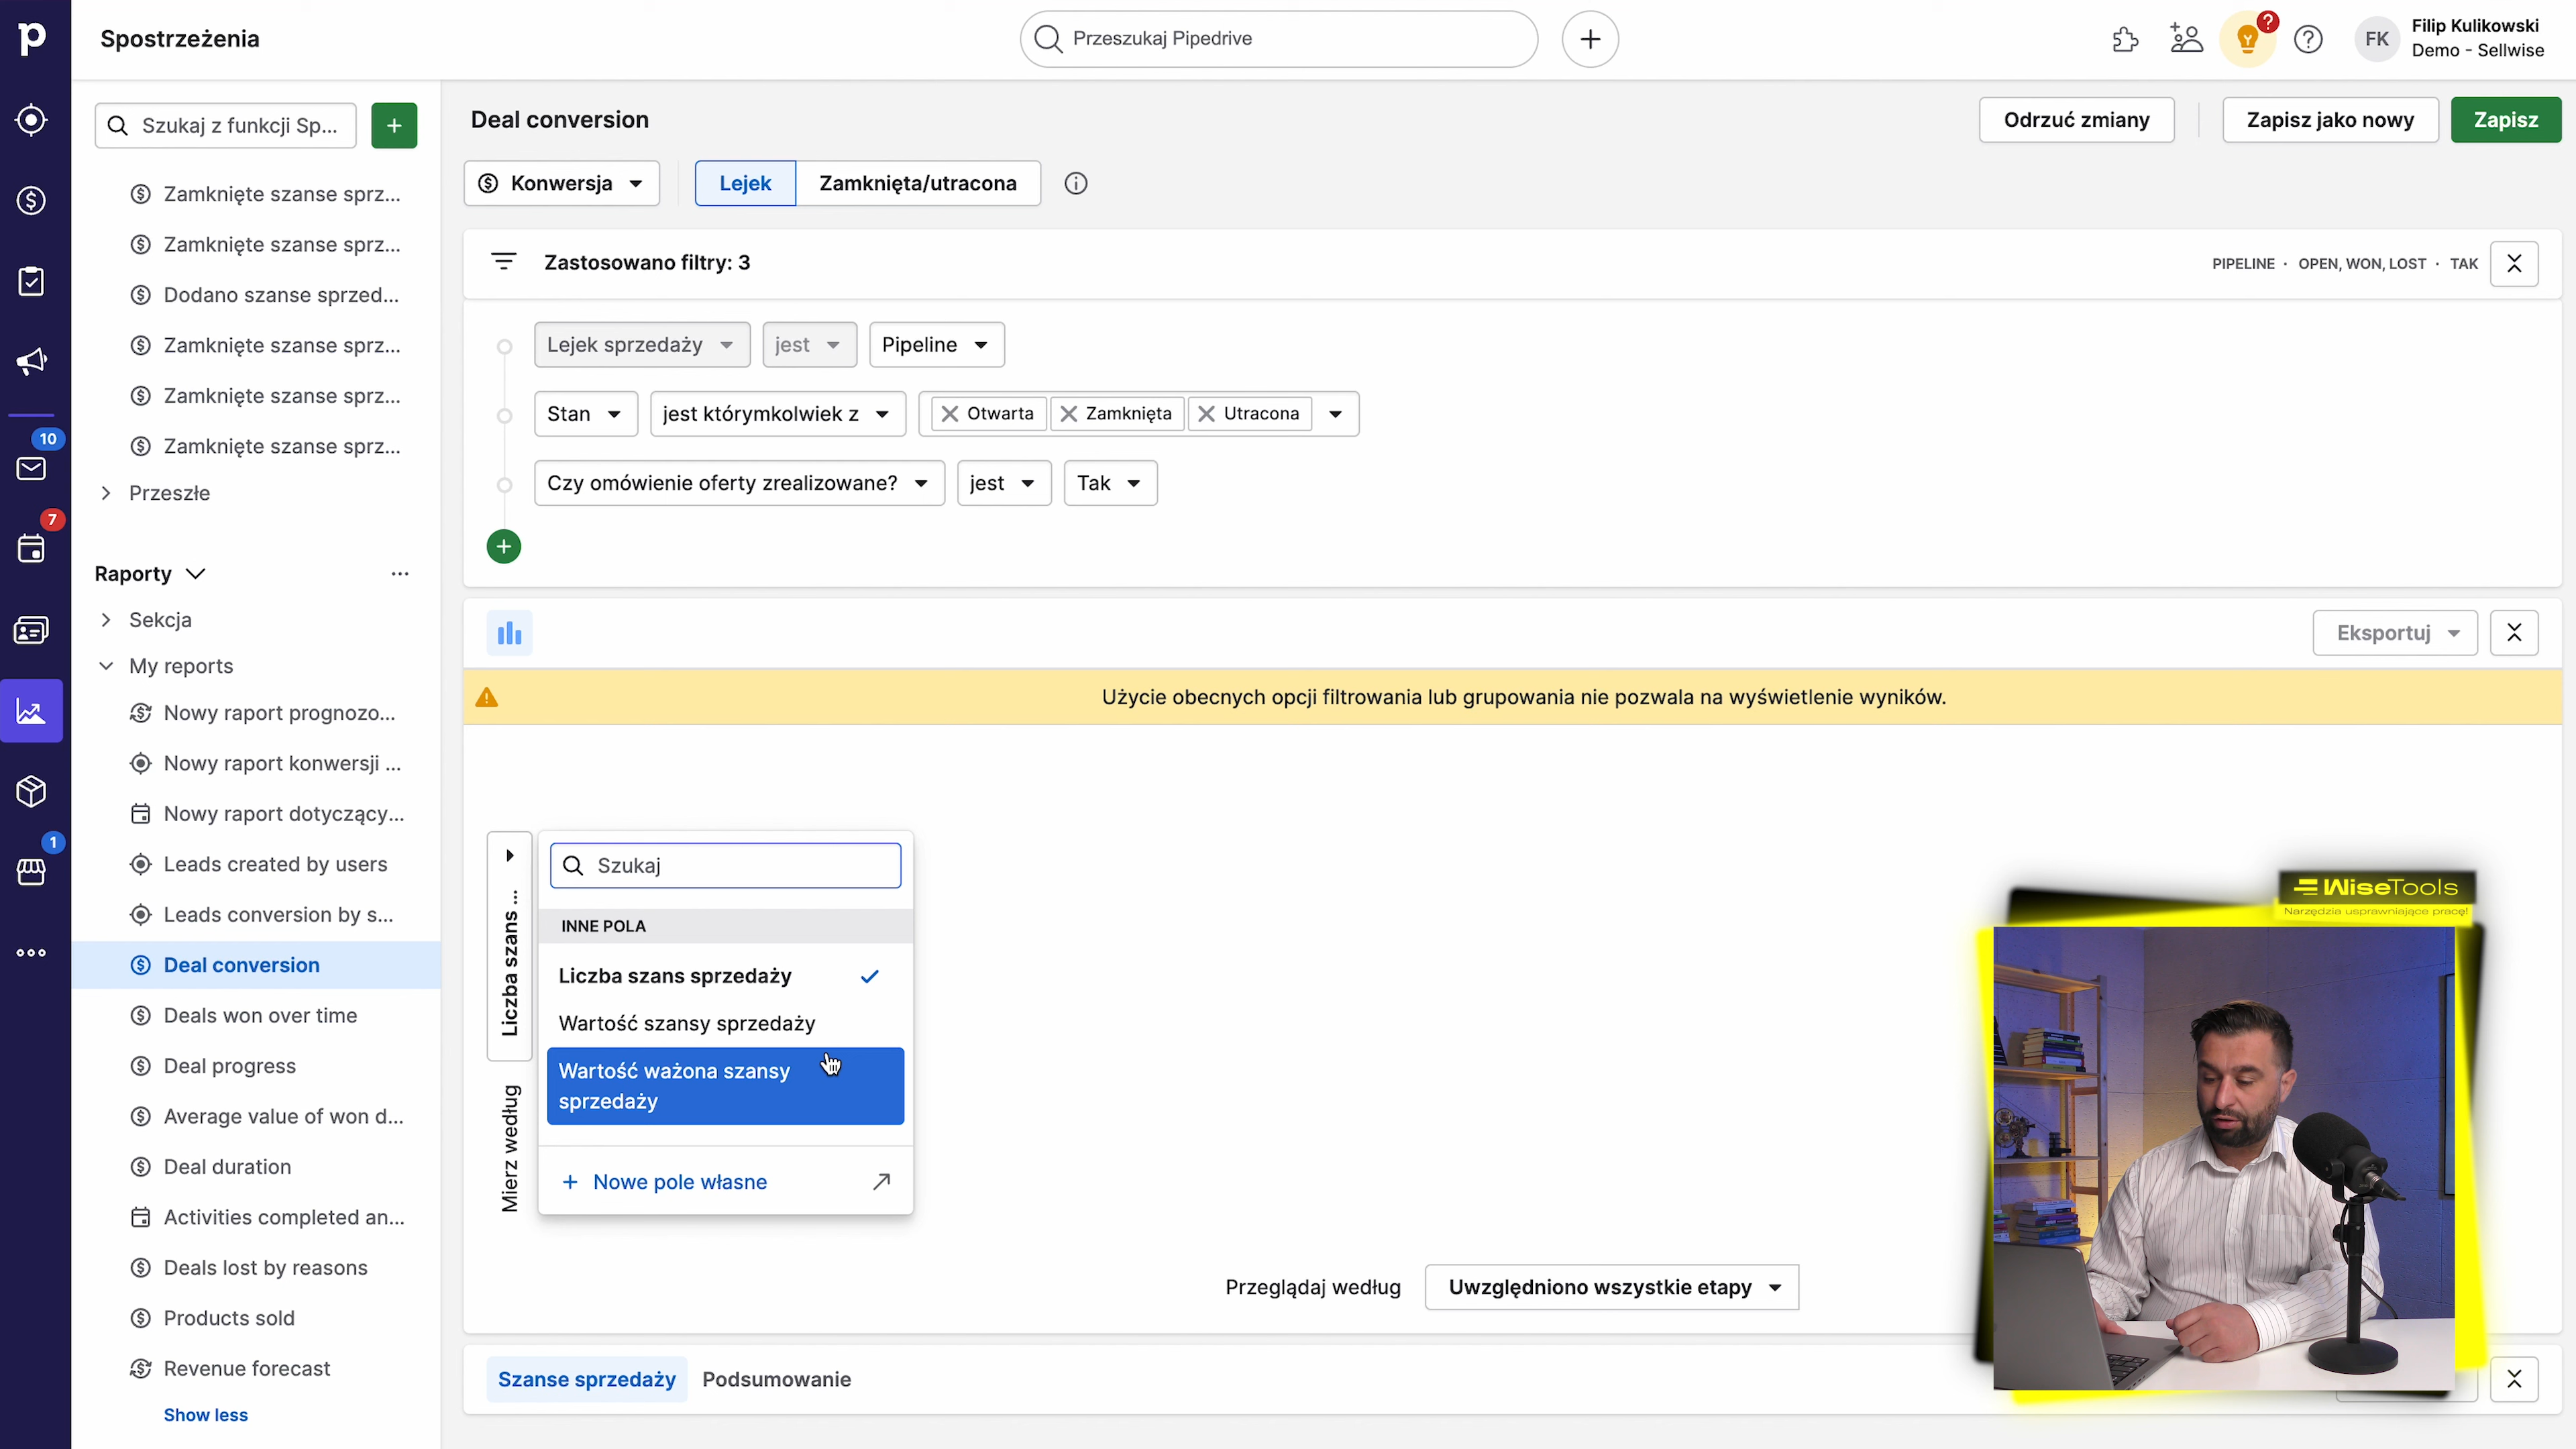 p
Spostrzeżenia
Przeszukaj Pipedrive
?
FK
Filip Kulikowski
Demo - Sellwise
Szukaj z funkcji Sp...
Zamknięte szanse sprz...
Zamknięte szanse sprz...
Dodano szanse sprzed...
Zamknięte szanse sprz...
Zamknięte szanse sprz...
Zamknięte szanse sprz...
Przeszłe
10
7
1
Raporty
Sekcja
My reports
Nowy raport prognozo...
Nowy raport konwersji ...
Nowy raport dotyczący...
Leads created by users
Leads conversion by s...
Deal conversion
Deals won over time
Deal progress
Average value of won d...
Deal duration
Activities completed an...
Deals lost by reasons
Products sold
Revenue forecast
Show less
Deal conversion
Odrzuć zmiany
Zapisz jako nowy
Zapisz
Konwersja
Lejek
Zamknięta/utracona
Zastosowano filtry: 3
PIPELINE · OPEN, WON, LOST · TAK
Lejek sprzedaży jest Pipeline
Stan jest którymkolwiek z Otwarta Zamknięta Utracona
Czy omówienie oferty zrealizowane? jest Tak
Eksportuj
Użycie obecnych opcji filtrowania lub grupowania nie pozwala na wyświetlenie wyników.
Liczba szans ...
Mierz według
Szukaj
INNE POLA
Liczba szans sprzedaży
Wartość szansy sprzedaży
Wartość ważona szansy
sprzedaży
Nowe pole własne
Przeglądaj według
Uwzględniono wszystkie etapy
Szanse sprzedaży
Podsumowanie
WiseTools
Narzędzia usprawniające pracę!